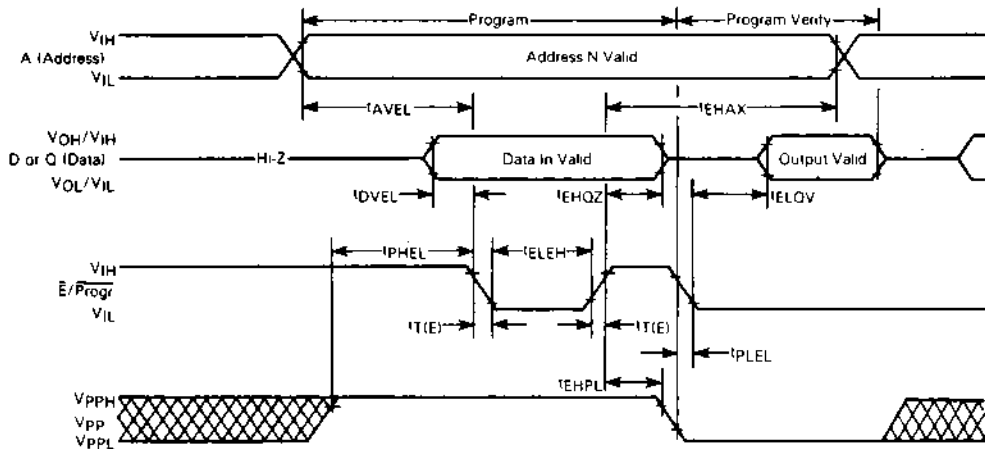 Program
Program Verify
VIH
A (Address)
VIL
Address N Valid
tAVEL
tEHAX
VOH/VIH
D or Q (Data)
VOL/VIL
Hi-Z
Data In Valid
Output Valid
tDVEL
tEHQZ
tELQV
tPHEL
tELEH
VIH
E̅/P̅r̅o̅g̅r̅
VIL
tT(E)
tT(E)
tPLEL
tEHPL
VPPH
VPP
VPPL